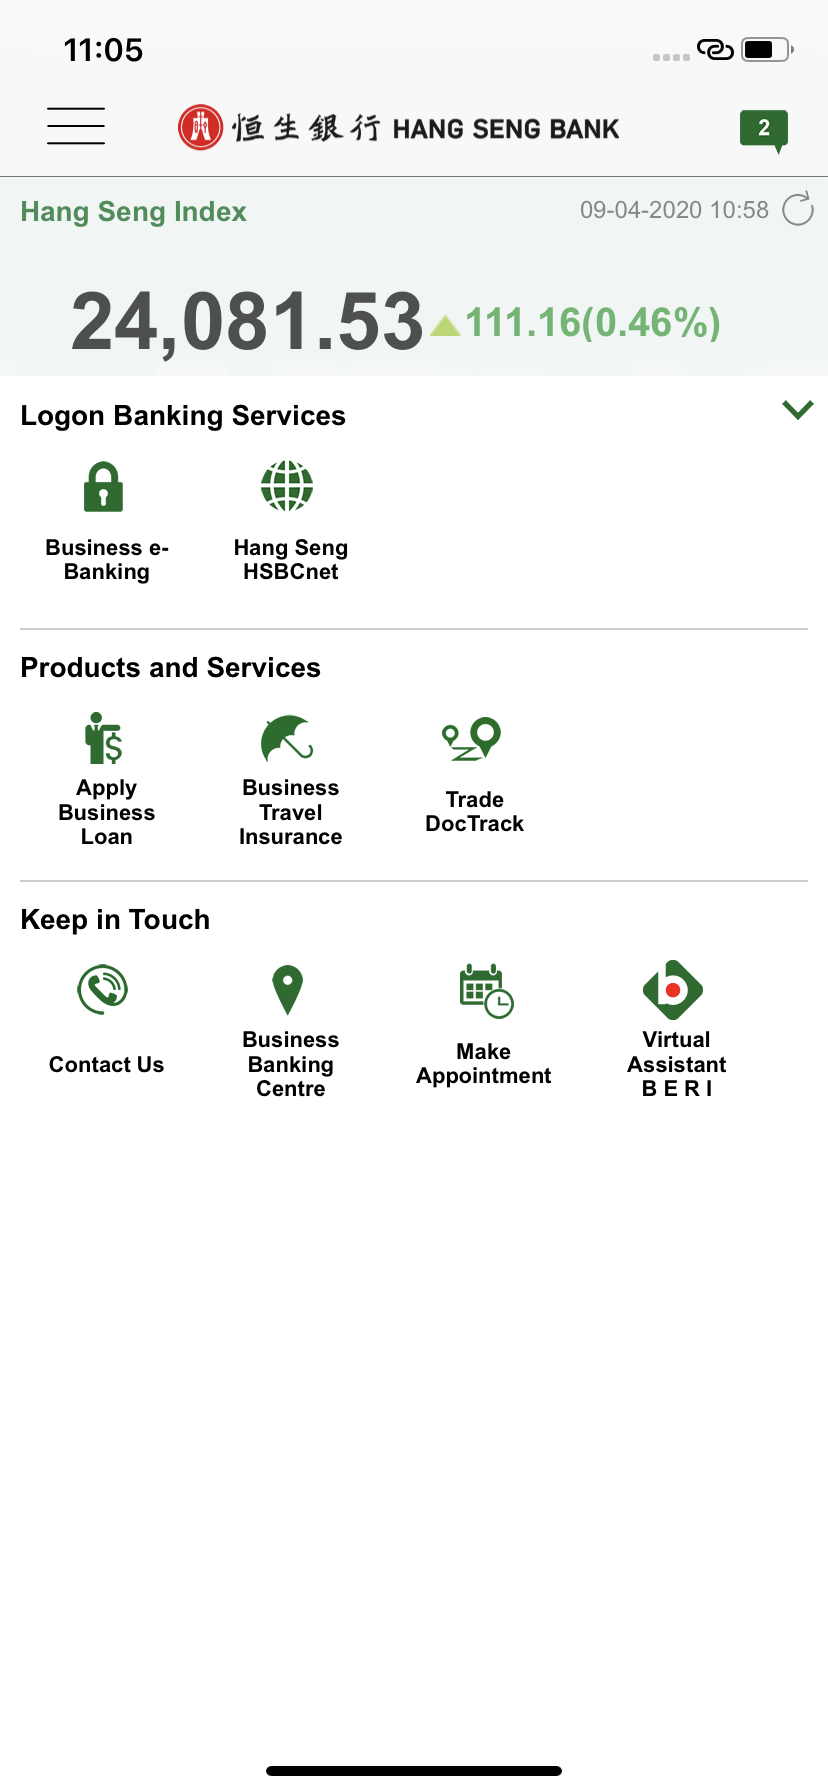 11:05
恒生銀行 HANG SENG BANK
2
Hang Seng Index
09-04-2020 10:58
24,081.53 ▲111.16(0.46%)
Logon Banking Services
Business e-
Banking
Hang Seng
HSBCnet
Products and Services
Apply
Business
Loan
Business
Travel
Insurance
Trade
DocTrack
Keep in Touch
Contact Us
Business
Banking
Centre
Make
Appointment
Virtual
Assistant
B E R I